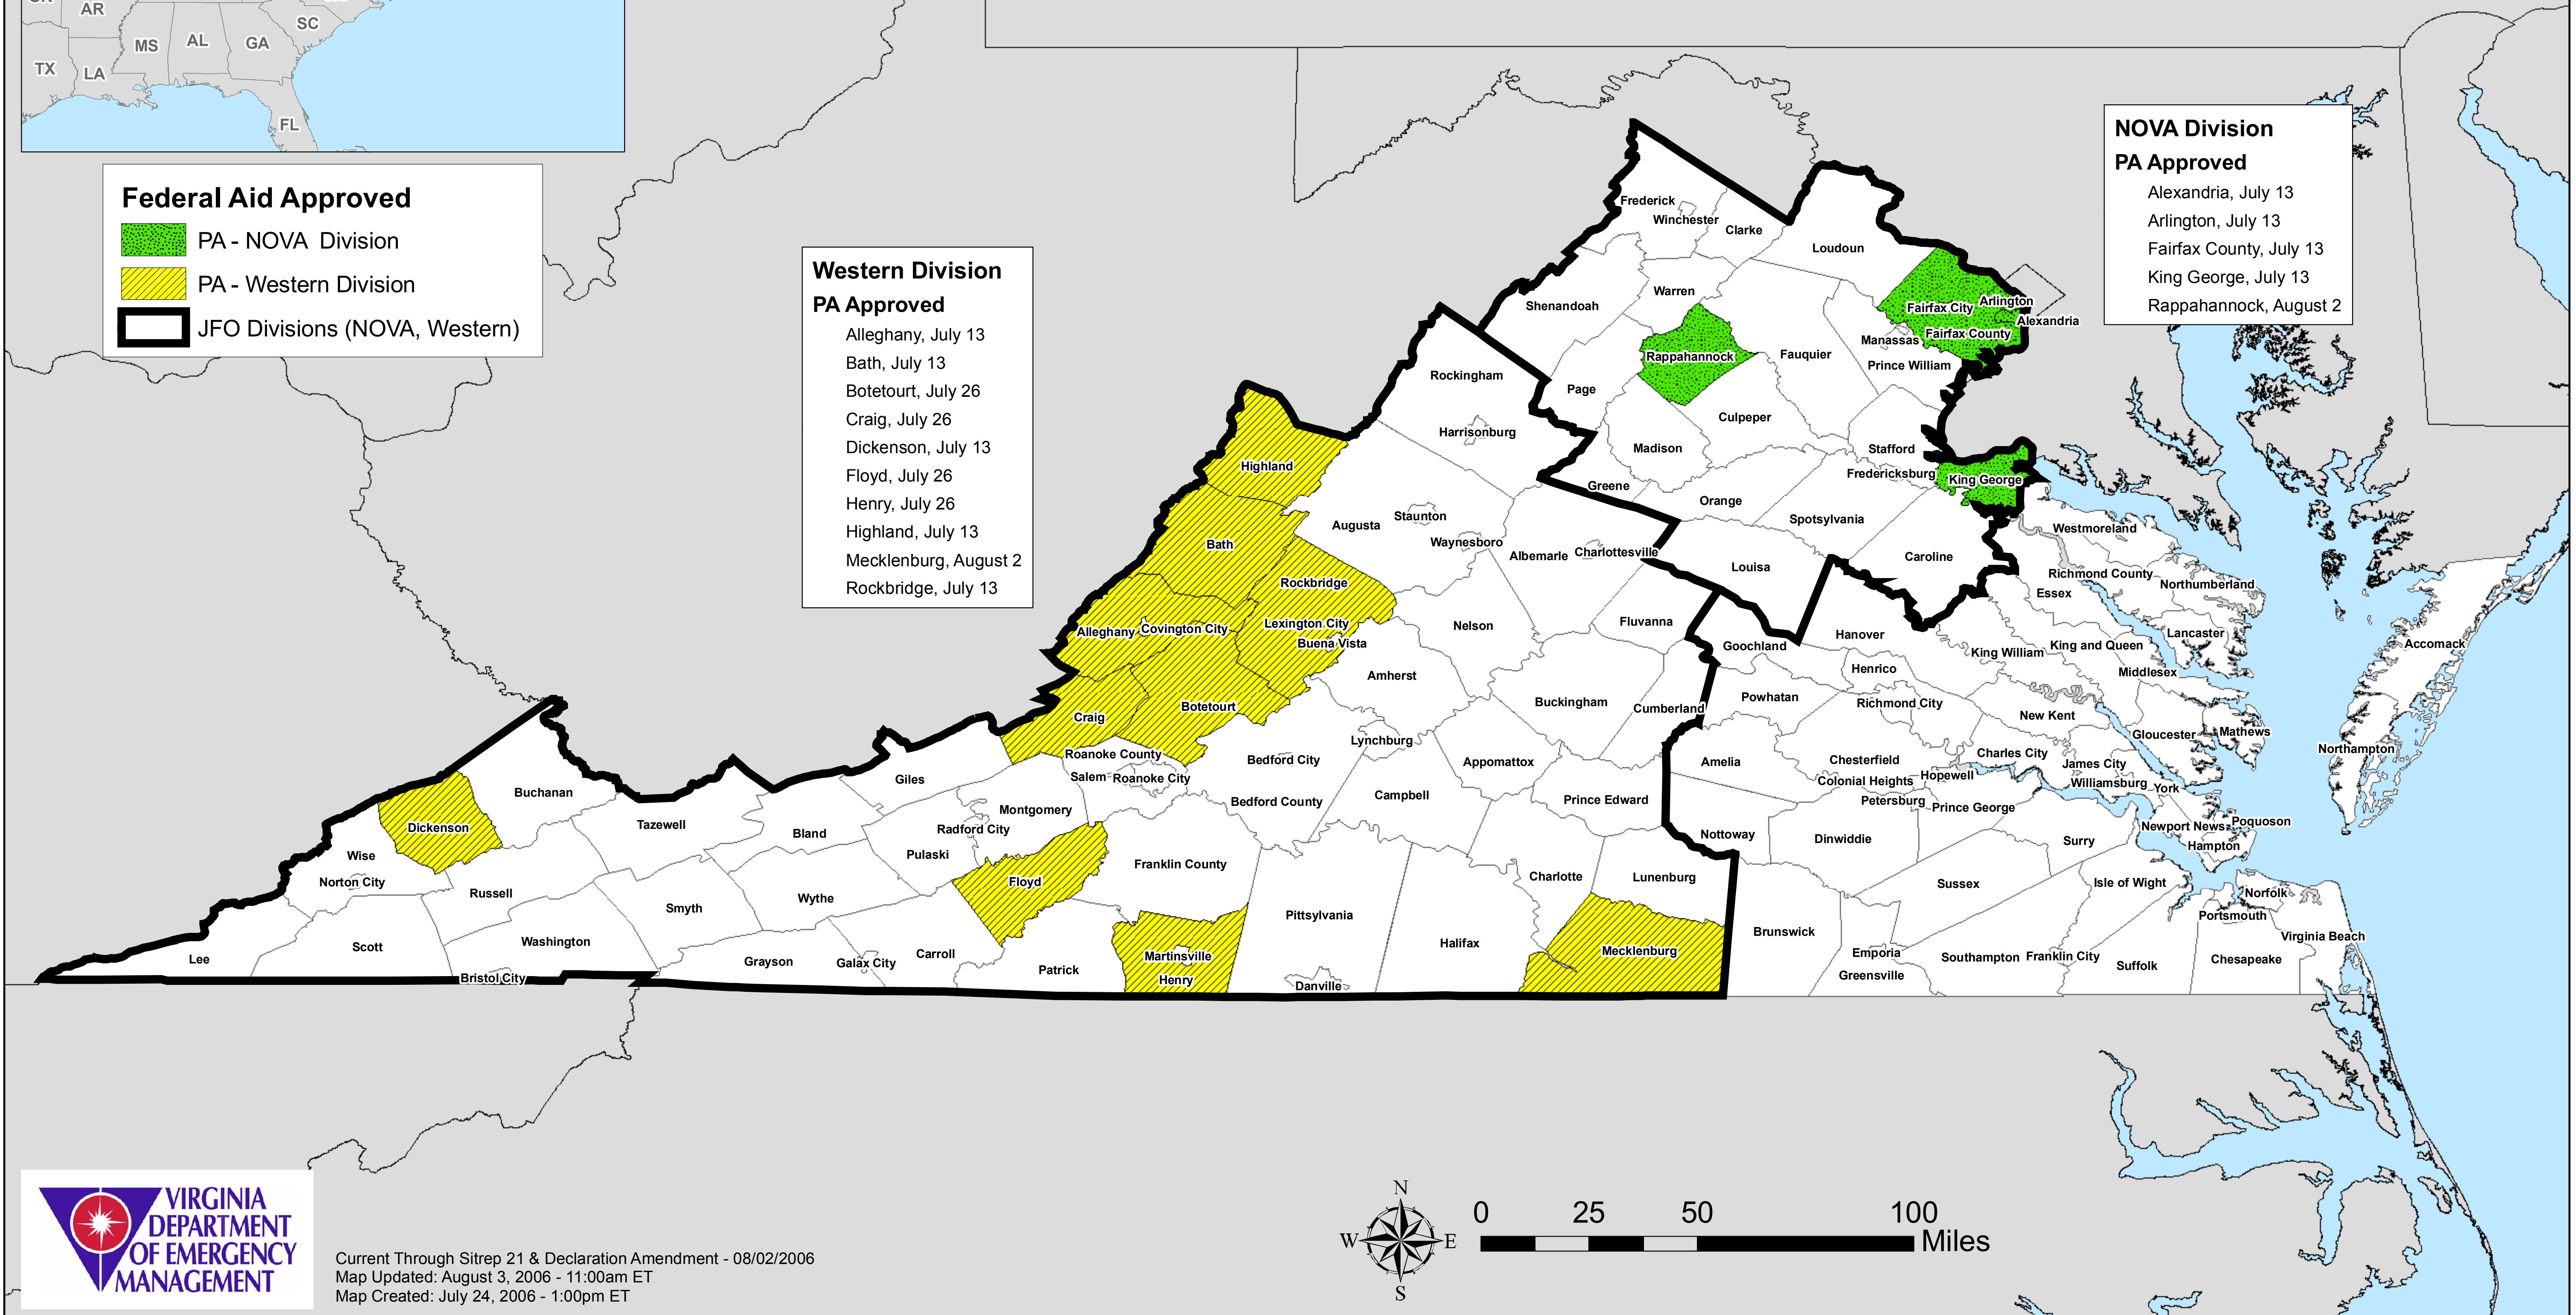 AR
SC
MS
AL
GA
TX
LA
FL
Federal Aid Approved
PA - NOVA Division
PA - Western Division
JFO Divisions (NOVA, Western)
Western Division
PA Approved
Alleghany, July 13
Bath, July 13
Botetourt, July 26
Craig, July 26
Dickenson, July 13
Floyd, July 26
Henry, July 26
Highland, July 13
Mecklenburg, August 2
Rockbridge, July 13
NOVA Division
PA Approved
Alexandria, July 13
Arlington, July 13
Fairfax County, July 13
King George, July 13
Rappahannock, August 2
Frederick
Winchester
Clarke
Loudoun
Warren
Shenandoah
Fairfax City
Arlington
Alexandria
Fairfax County
Manassas
Prince William
Rappahannock
Fauquier
Page
Rockingham
Harrisonburg
Culpeper
Madison
Stafford
Fredericksburg
King George
Greene
Orange
Spotsylvania
Caroline
Louisa
Highland
Bath
Augusta
Staunton
Waynesboro
Albemarle
Charlottesville
Rockbridge
Lexington City
Buena Vista
Alleghany
Covington City
Nelson
Fluvanna
Goochland
Hanover
Westmoreland
Richmond County
Northumberland
Essex
Lancaster
King William
King and Queen
Middlesex
Accomack
Henrico
Powhatan
Richmond City
Amherst
Buckingham
Cumberland
Craig
Botetourt
New Kent
Gloucester
Mathews
Northampton
Roanoke County
Salem
Roanoke City
Bedford City
Lynchburg
Appomattox
Amelia
Chesterfield
Charles City
James City
Colonial Heights
Hopewell
Williamsburg
York
Petersburg
Prince George
Giles
Buchanan
Montgomery
Bedford County
Campbell
Prince Edward
Dickenson
Tazewell
Bland
Radford City
Pulaski
Nottoway
Dinwiddie
Surry
Newport News
Poquoson
Hampton
Wise
Norton City
Russell
Floyd
Franklin County
Charlotte
Lunenburg
Sussex
Isle of Wight
Norfolk
Portsmouth
Wythe
Smyth
Pittsylvania
Scott
Washington
Lee
Bristol City
Grayson
Galax City
Carroll
Patrick
Martinsville
Henry
Danville
Halifax
Mecklenburg
Brunswick
Emporia
Greensville
Southampton
Franklin City
Suffolk
Chesapeake
Virginia Beach
VIRGINIA
DEPARTMENT
OF EMERGENCY
MANAGEMENT
Current Through Sitrep 21 & Declaration Amendment - 08/02/2006
Map Updated: August 3, 2006 - 11:00am ET
Map Created: July 24, 2006 - 1:00pm ET
N
W E
S
0 25 50 100
Miles